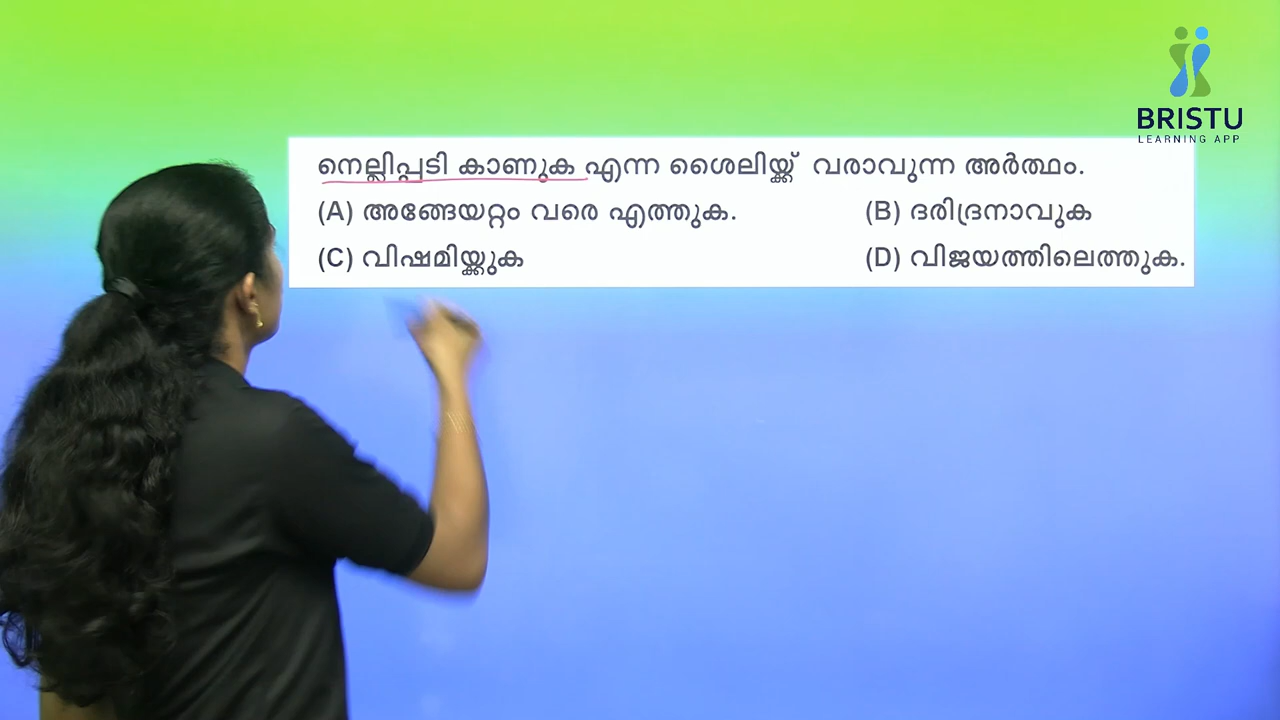 BRISTU
LEARNING APP
നെല്ലിപ്പടി കാണുക എന്ന ശൈലിയ്ക്ക് വരാവുന്ന അർത്ഥം.
(A) അങ്ങേയറ്റം വരെ എത്തുക. (B) ദരിദ്രനാവുക
(C) വിഷമിയ്ക്കുക (D) വിജയത്തിലെത്തുക.